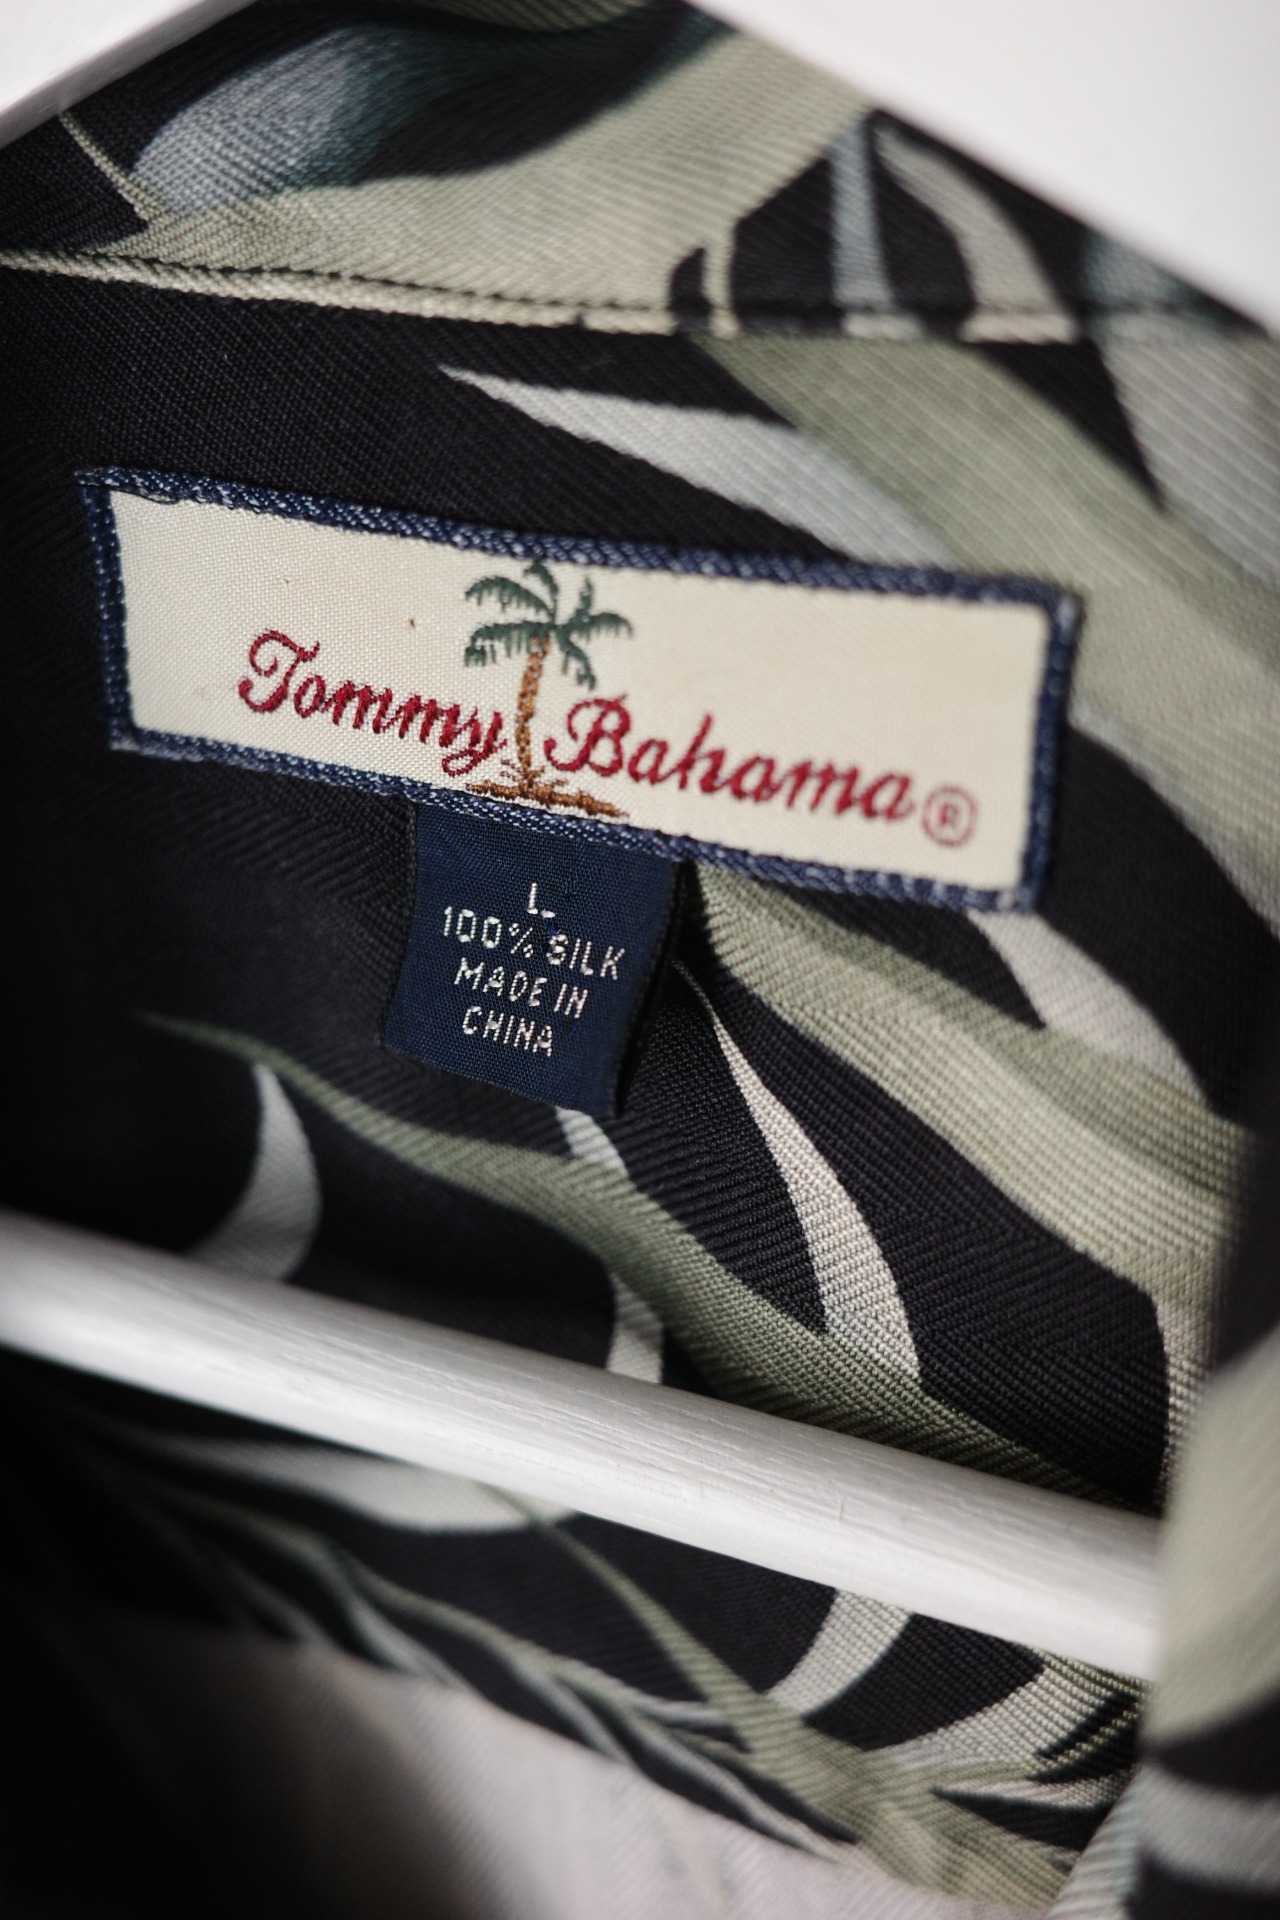 Tommy Bahama ®
L
100% SILK
MADE IN
CHINA